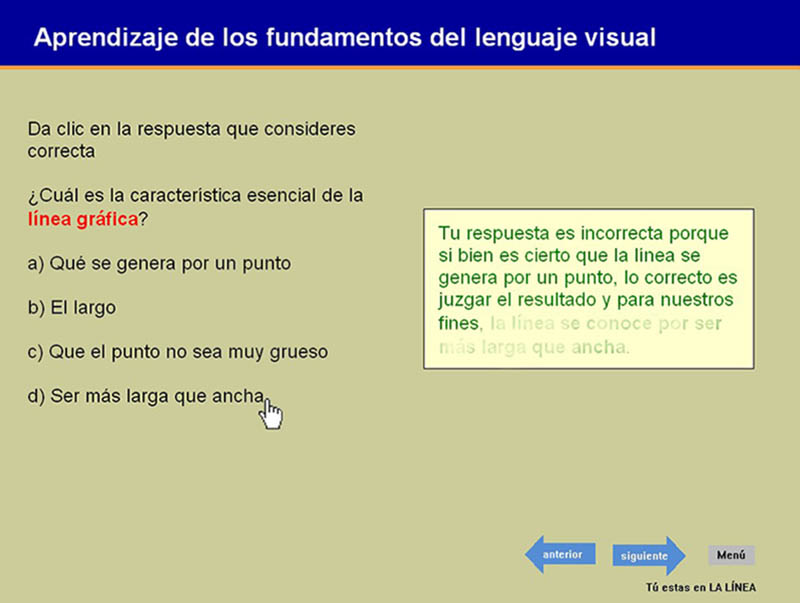 Aprendizaje de los fundamentos del lenguaje visual
Da clic en la respuesta que consideres
correcta
¿Cuál es la caracteristica esencial de la
línea gráfica?
a) Qué se genera por un punto
b) El largo
c) Que el punto no sea muy grueso
d) Ser más larga que ancha
Tu respuesta es incorrecta porque
si bien es cierto que la linea se
genera por un punto, lo correcto es
juzgar el resultado y para nuestros
fines, la línea se conoce por ser
más larga que ancha.
anterior
siguiente
Menú
Tú estas en LA LÍNEA